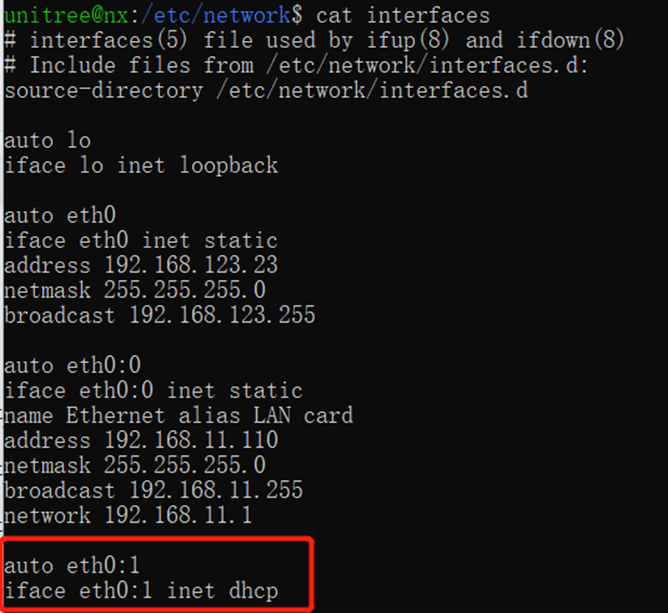 unitree@nx:/etc/network$ cat interfaces
# interfaces(5) file used by ifup(8) and ifdown(8)
# Include files from /etc/network/interfaces.d:
source-directory /etc/network/interfaces.d
auto lo
iface lo inet loopback
auto eth0
iface eth0 inet static
address 192.168.123.23
netmask 255.255.255.0
broadcast 192.168.123.255
auto eth0:0
iface eth0:0 inet static
name Ethernet alias LAN card
address 192.168.11.110
netmask 255.255.255.0
broadcast 192.168.11.255
network 192.168.11.1
auto eth0:1
iface eth0:1 inet dhcp